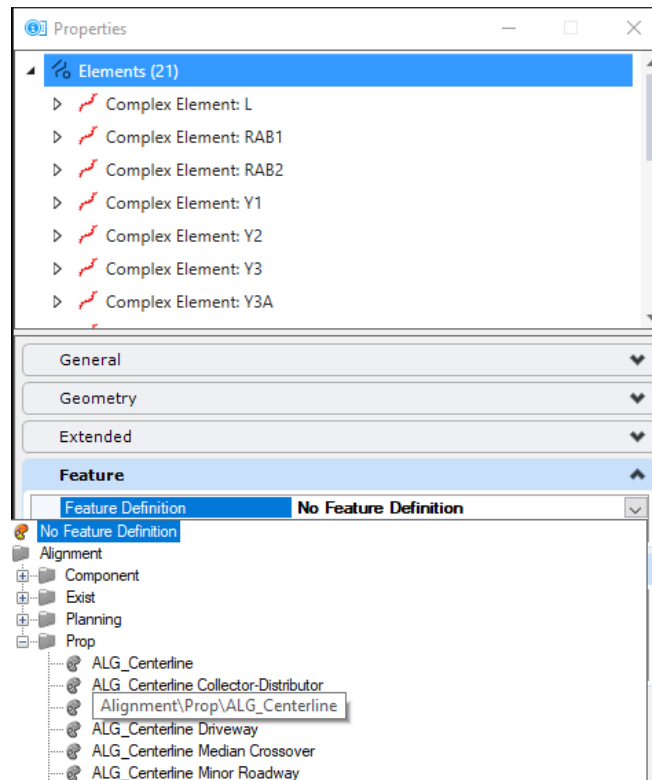 Properties
Elements (21)
Complex Element: L
Complex Element: RAB1
Complex Element: RAB2
Complex Element: Y1
Complex Element: Y2
Complex Element: Y3
Complex Element: Y3A
General
Geometry
Extended
Feature
Feature Definition No Feature Definition
No Feature Definition
Alignment
Component
Exist
Planning
Prop
ALG_Centerline
ALG_Centerline Collector-Distributor
Alignment\Prop\ALG_Centerline
ALG_Centerline Driveway
ALG_Centerline Median Crossover
ALG_Centerline Minor Roadway